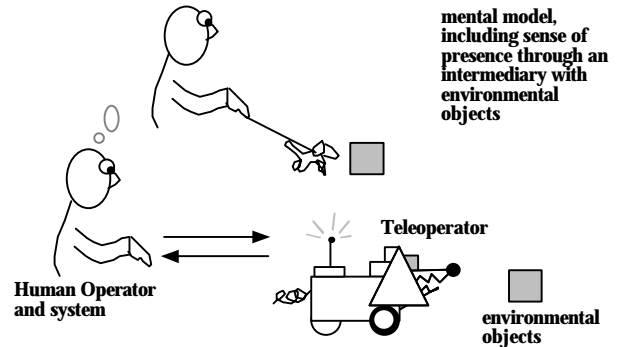 mental model,
including sense of
presence through an
intermediary with
environmental
objects
Teleoperator
Human Operator
and system
environmental
objects